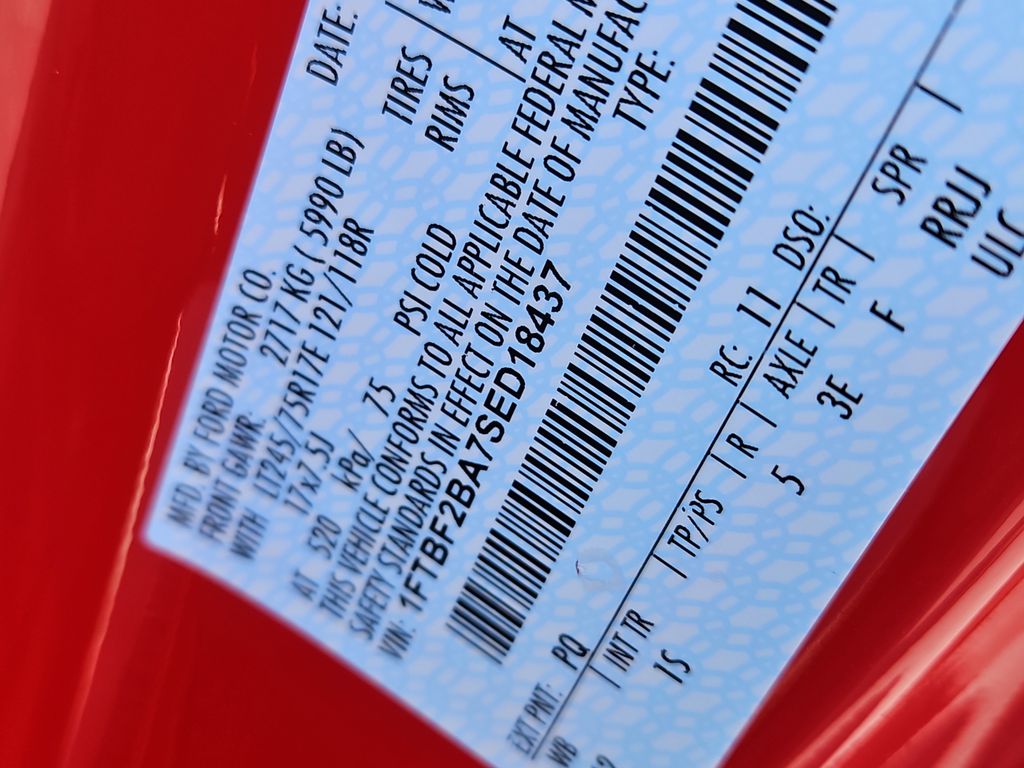 MFD. BY FORD MOTOR CO.
DATE:
FRONT GAWR: 2717 KG ( 5990 LB)
WITH LT245/75R17E 121/118R TIRES
17x7.5J RIMS
AT 520 kPa/ 75 PSI COLD AT
THIS VEHICLE CONFORMS TO ALL APPLICABLE FEDERAL
SAFETY STANDARDS IN EFFECT ON THE DATE OF MANUFAC
VIN: 1FTBF2BA7SED18437 TYPE:
EXT PNT: PQ RC: 11 DSO:
WB INT TR TP/PS R AXLE TR SPR
1S 5 3E F RRJJ
ULC